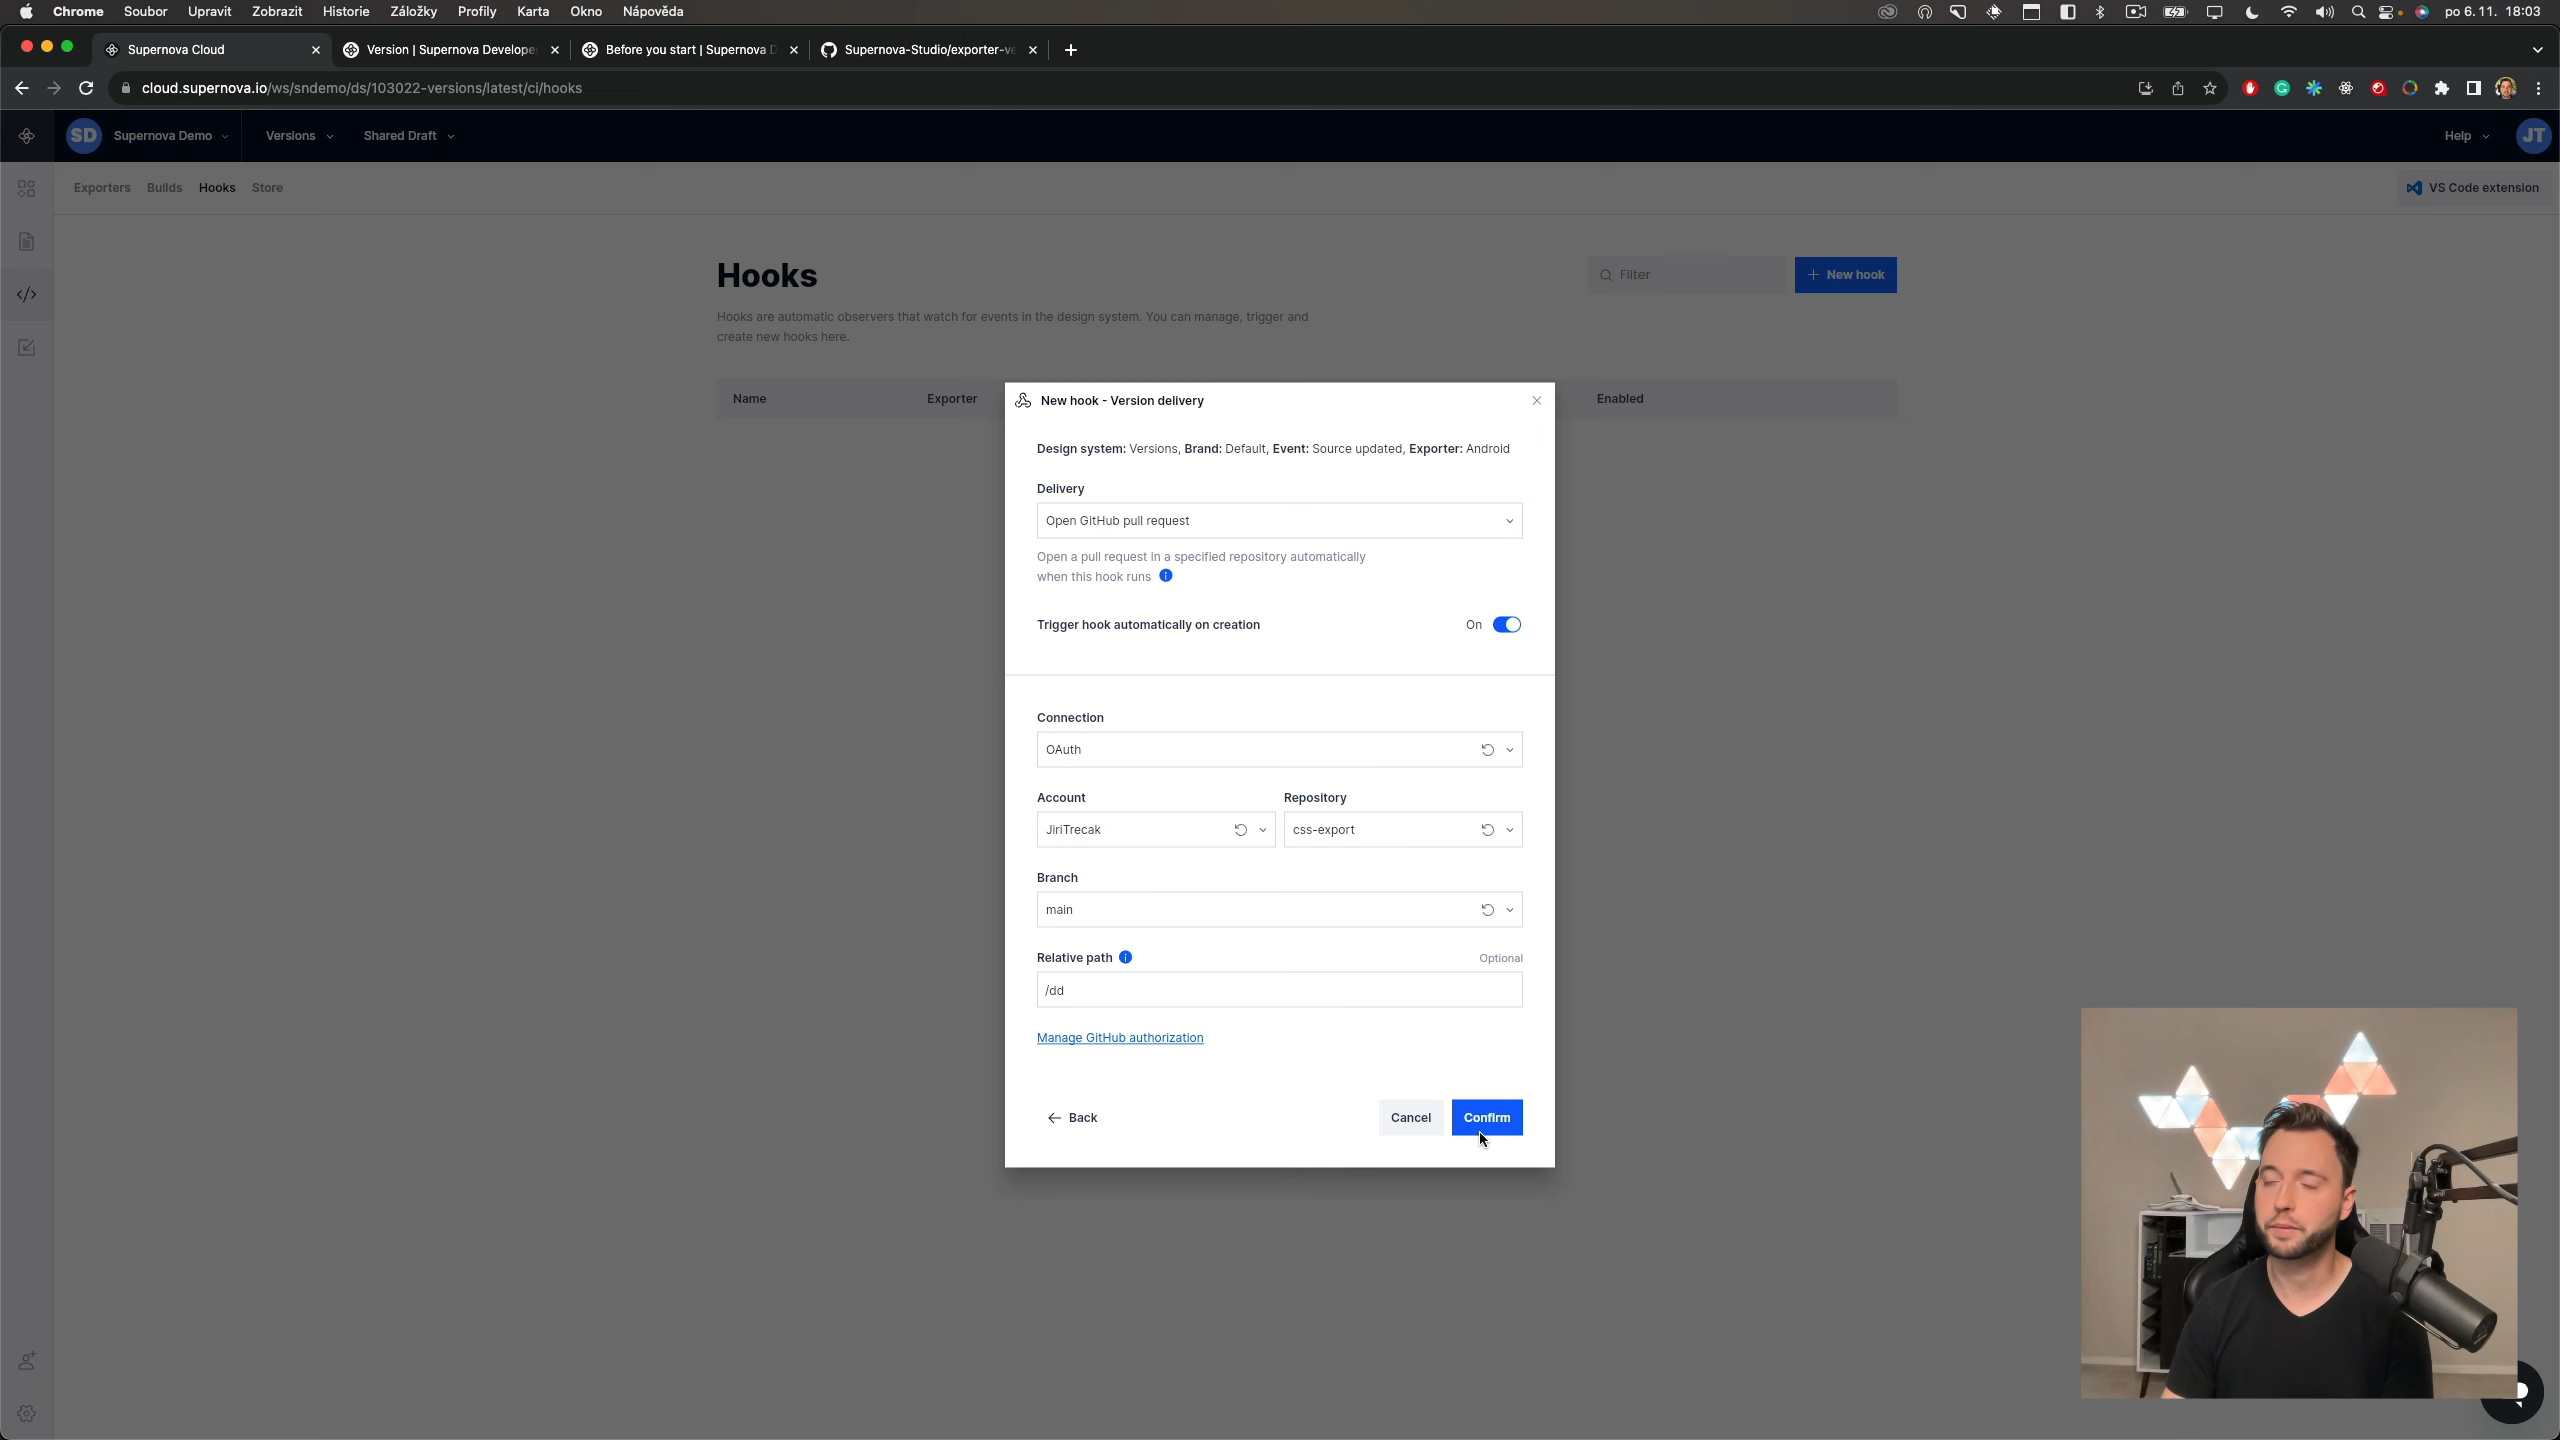 Chrome Soubor Upravit Zobrazit Historie Záložky Profily Karta Okno Nápověda po 6. 11. 18:03
Supernova Cloud Version | Supernova Develope Before you start | Supernova D Supernova-Studio/exporter-ve
cloud.supernova.io/ws/sndemo/ds/103022-versions/latest/ci/hooks
SD Supernova Demo Versions Shared Draft Help JT
Exporters Builds Hooks Store VS Code extension
Hooks
Filter
New hook
Hooks are automatic observers that watch for events in the design system. You can manage, trigger and
create new hooks here.
Name Exporter Enabled
New hook - Version delivery
Design system: Versions, Brand: Default, Event: Source updated, Exporter: Android
Delivery
Open GitHub pull request
Open a pull request in a specified repository automatically
when this hook runs
Trigger hook automatically on creation On
Connection
OAuth
Account Repository
JiriTrecak css-export
Branch
main
Relative path Optional
/dd
Manage GitHub authorization
Back Cancel Confirm